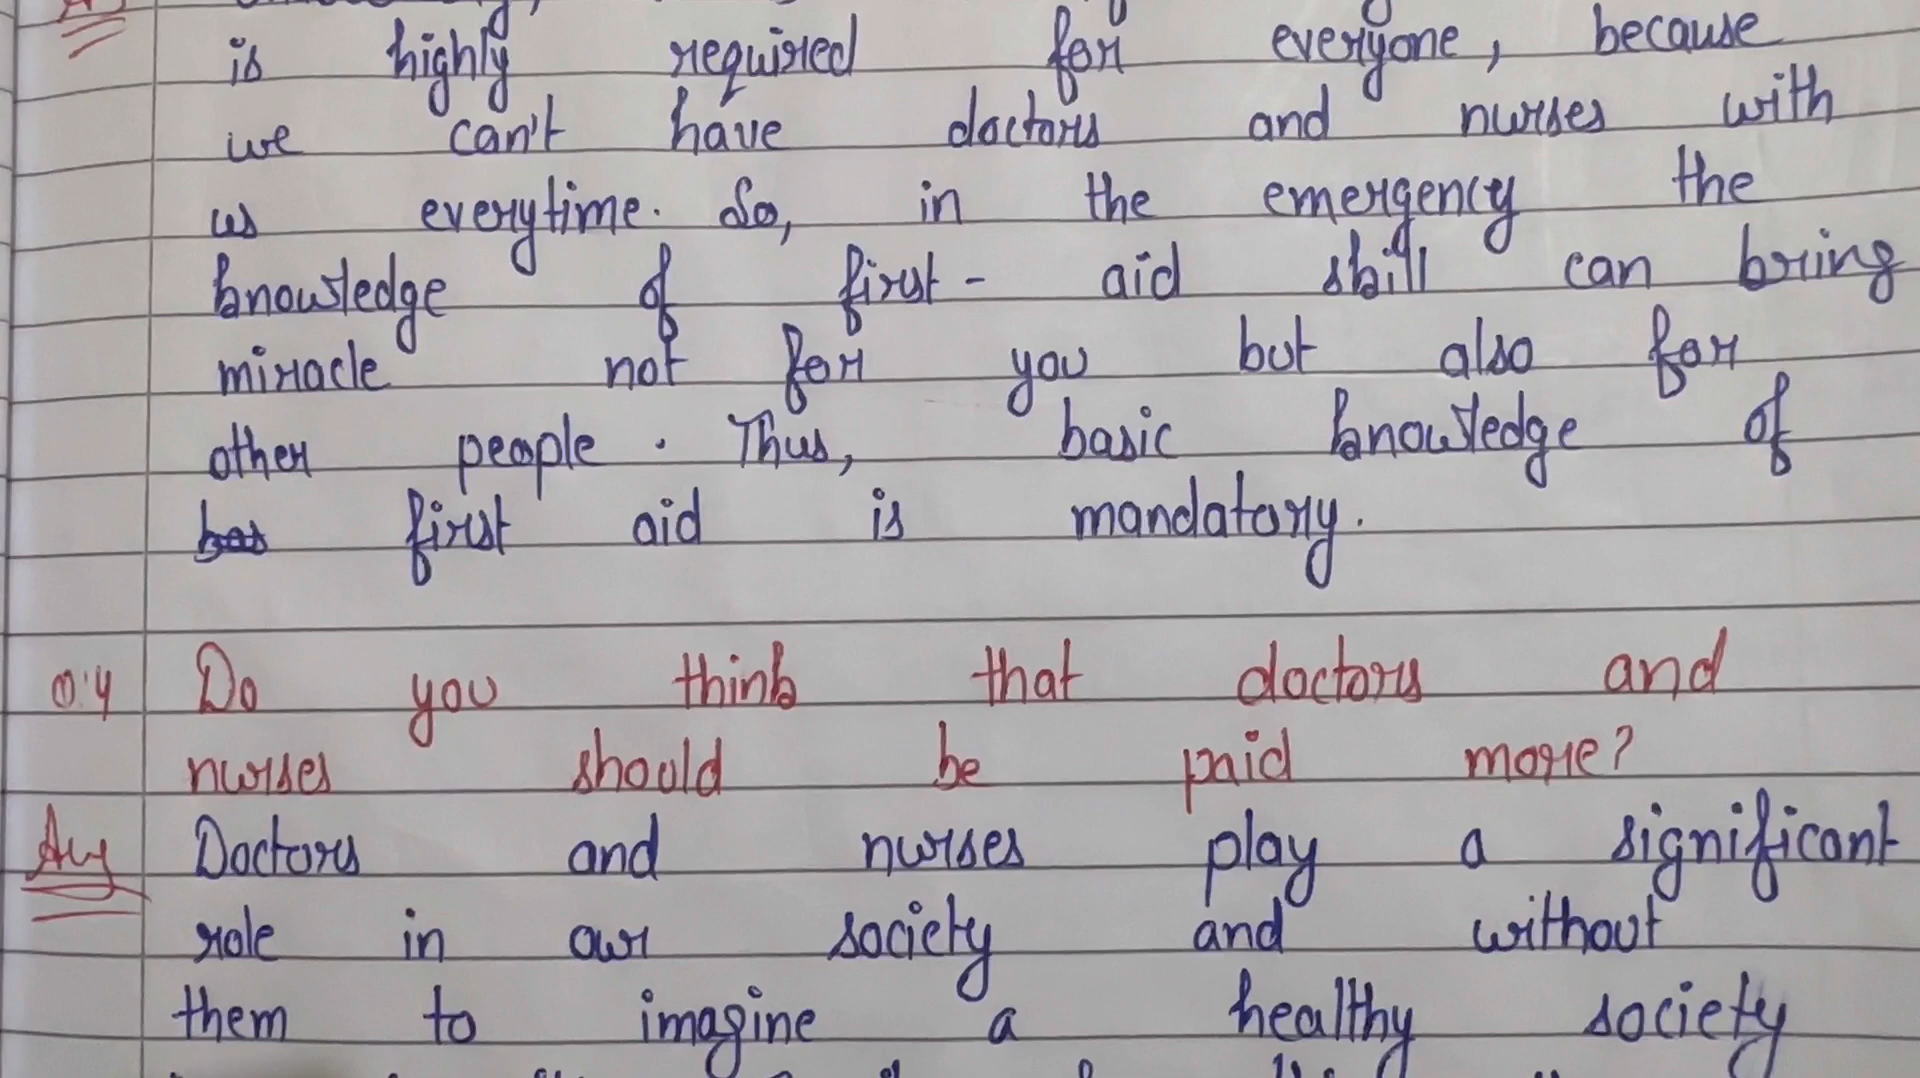 is highly required for everyone, because
we can't have doctors and nurses with
us everytime. So, in the emergency the
knowledge of first- aid skill can bring
miracle not for you but also for
other people. Thus, basic knowledge of
bas first aid is mandatory.
Q.4 Do you think that doctors and
nurses should be paid more?
Ans Doctors and nurses play a significant
role in our society and without
them to imagine a healthy society